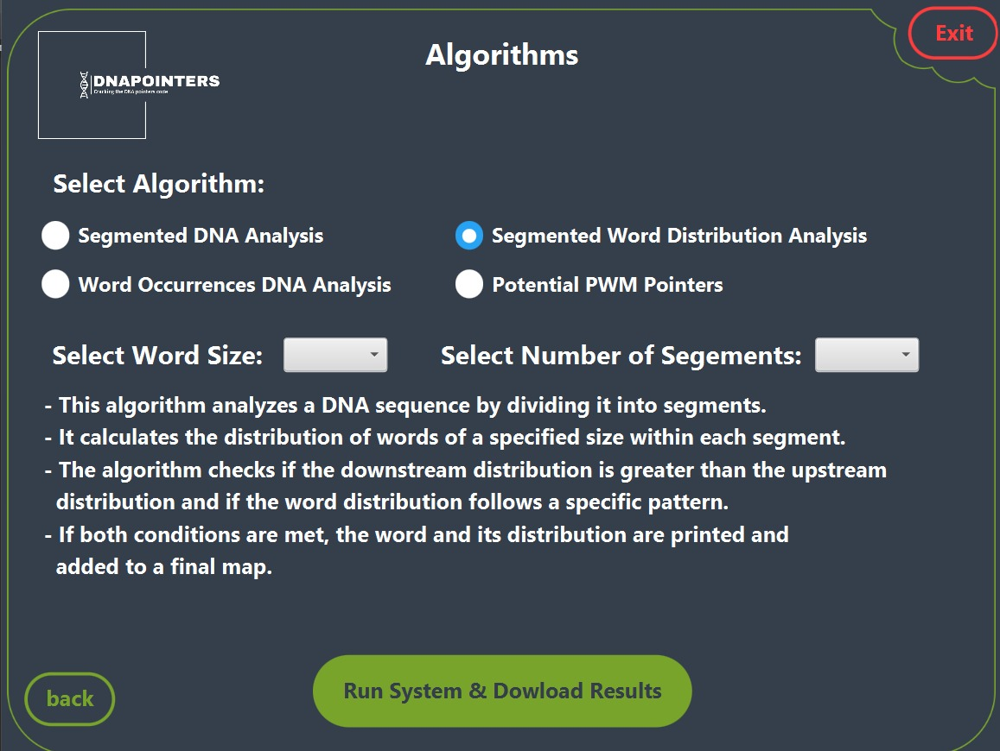 Exit
Algorithms
DNAPOINTERS
Cracking the DNA pointers code
Select Algorithm:
Segmented DNA Analysis
Segmented Word Distribution Analysis
Word Occurrences DNA Analysis
Potential PWM Pointers
Select Word Size:
Select Number of Segements:
- This algorithm analyzes a DNA sequence by dividing it into segments.
- It calculates the distribution of words of a specified size within each segment.
- The algorithm checks if the downstream distribution is greater than the upstream
distribution and if the word distribution follows a specific pattern.
- If both conditions are met, the word and its distribution are printed and
added to a final map.
back
Run System & Dowload Results